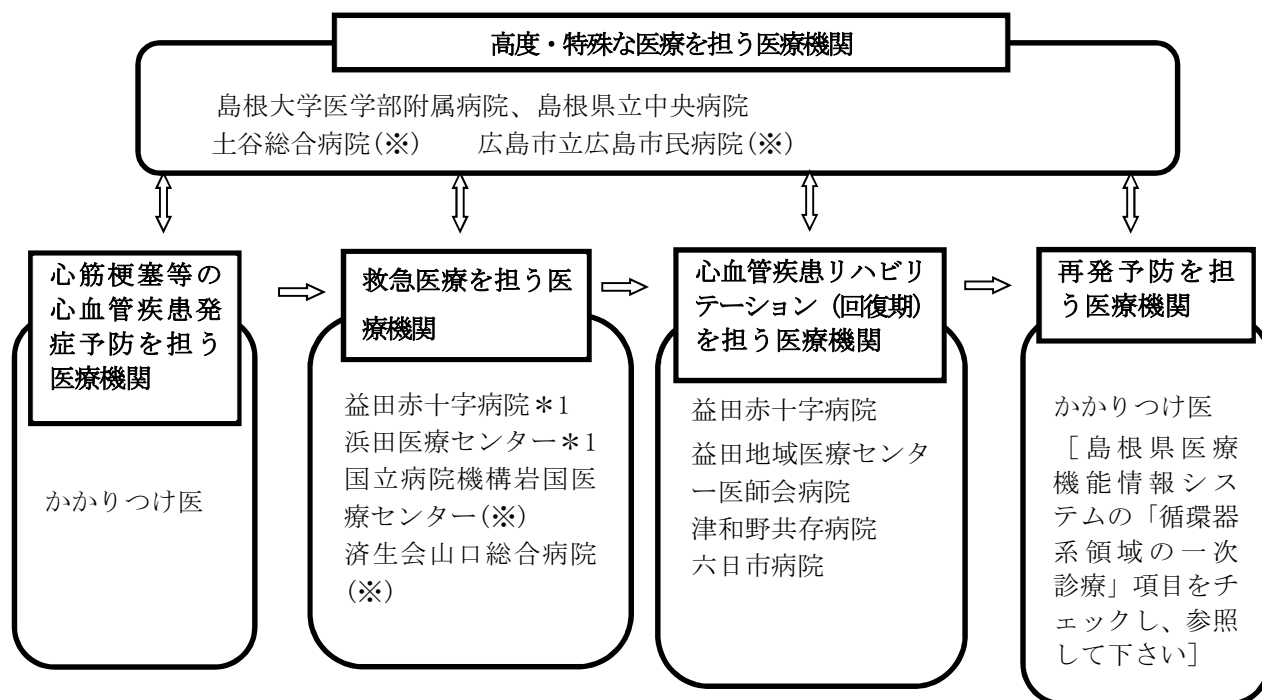 高度・特殊な医療を担う医療機関
島根大学医学部附属病院、島根県立中央病院
土谷総合病院(※)　　広島市立広島市民病院(※)
心筋梗塞等の
心血管疾患発
症予防を担う
医療機関
かかりつけ医
救急医療を担う医
療機関
益田赤十字病院＊1
浜田医療センター＊1
国立病院機構岩国医
療センター(※)
済生会山口総合病院
(※)
心血管疾患リハビリ
テーション（回復期）
を担う医療機関
益田赤十字病院
益田地域医療センタ
ー医師会病院
津和野共存病院
六日市病院
再発予防を担
う医療機関
かかりつけ医
［島根県医療
機能情報シス
テムの「循環器
系領域の一次
診療」項目をチ
ェックし、参照
して下さい］